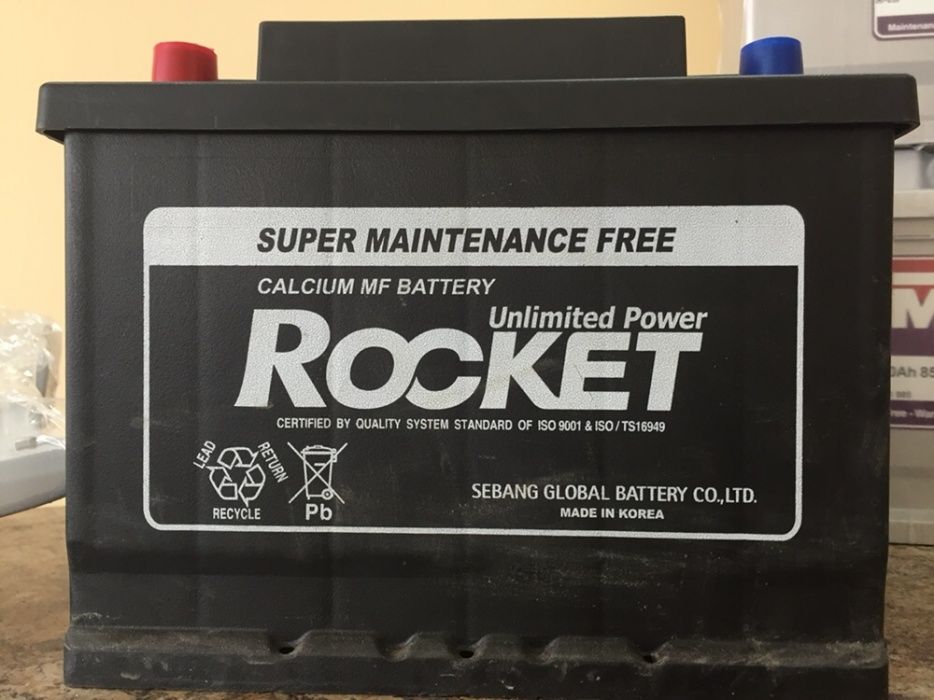 SUPER MAINTENANCE FREE
CALCIUM MF BATTERY
Unlimited Power
ROCKET
CERTIFIED BY QUALITY SYSTEM STANDARD OF ISO 9001 & ISO / TS16949
LEAD
RETURN
RECYCLE
Pb
SEBANG GLOBAL BATTERY CO.,LTD.
MADE IN KOREA